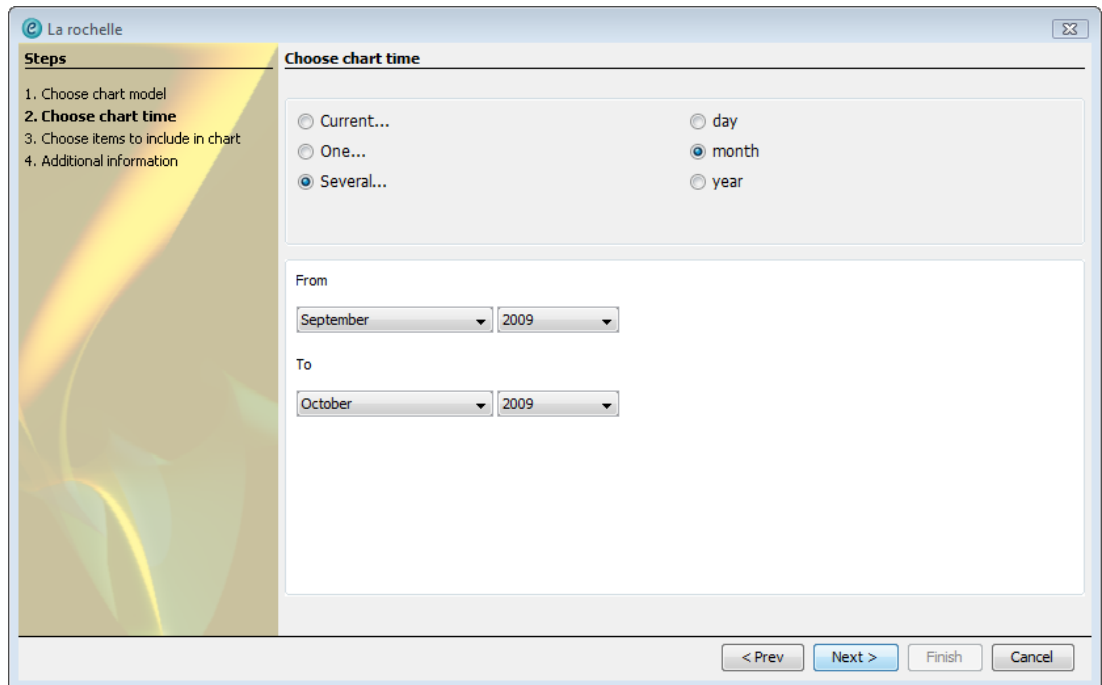 La rochelle
Steps
1. Choose chart model
2. Choose chart time
3. Choose items to include in chart
4. Additional information
Choose chart time
Current...
day
One...
month
Several...
year
From
September 2009
To
October 2009
< Prev Next > Finish Cancel